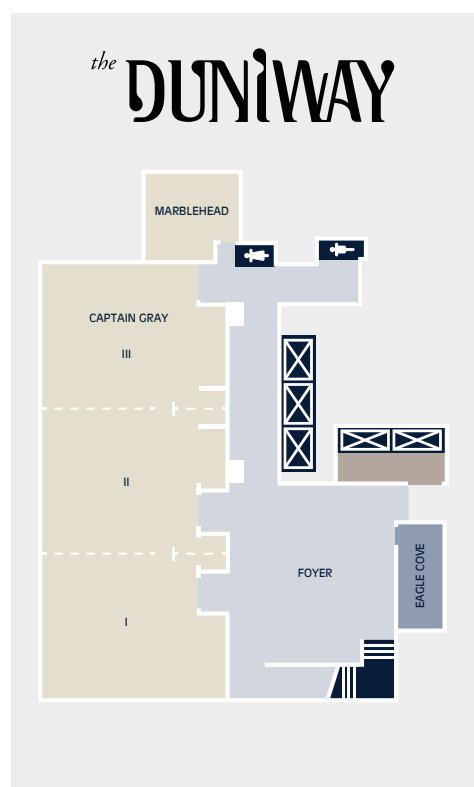 the DUNiWAY
MARBLEHEAD
CAPTAIN GRAY
III
II
FOYER
EAGLE COVE
I